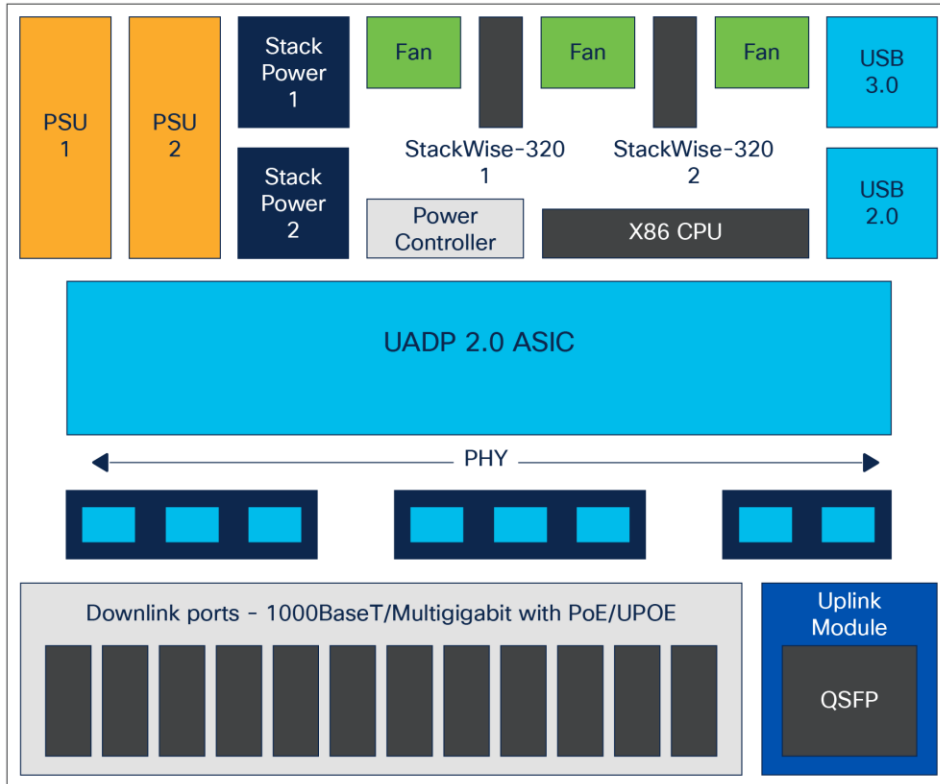 PSU
1
PSU
2
Stack
Power
1
Stack
Power
2
Fan
Fan
Fan
StackWise-320
1
StackWise-320
2
Power
Controller
X86 CPU
USB
3.0
USB
2.0
UADP 2.0 ASIC
PHY
Downlink ports - 1000BaseT/Multigigabit with PoE/UPOE
Uplink
Module
QSFP